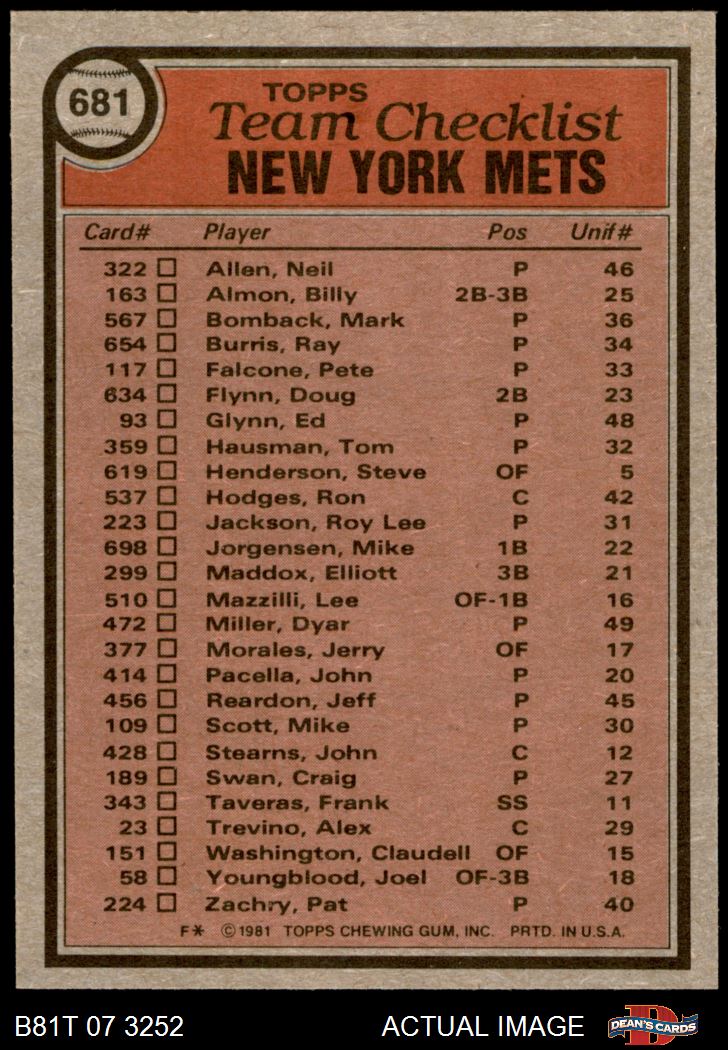 681
TOPPS
Team Checklist
NEW YORK METS
Card# Player Pos Unif#
322 Allen, Neil P 46
163 Almon, Billy 2B-3B 25
567 Bomback, Mark P 36
654 Burris, Ray P 34
117 Falcone, Pete P 33
634 Flynn, Doug 2B 23
93 Glynn, Ed P 48
359 Hausman, Tom P 32
619 Henderson, Steve OF 5
537 Hodges, Ron C 42
223 Jackson, Roy Lee P 31
698 Jorgensen, Mike 1B 22
299 Maddox, Elliott 3B 21
510 Mazzilli, Lee OF-1B 16
472 Miller, Dyar P 49
377 Morales, Jerry OF 17
414 Pacella, John P 20
456 Reardon, Jeff P 45
109 Scott, Mike P 30
428 Stearns, John C 12
189 Swan, Craig P 27
343 Taveras, Frank SS 11
23 Trevino, Alex C 29
151 Washington, Claudell OF 15
58 Youngblood, Joel OF-3B 18
224 Zachry, Pat P 40
F* ©1981 TOPPS CHEWING GUM, INC. PRTD. IN U.S.A.
B81T 07 3252 ACTUAL IMAGE DEAN'S CARDS